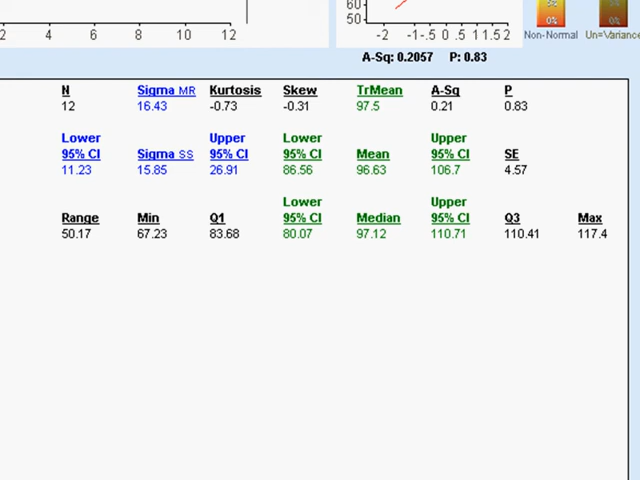 60
50
2 4 6 8 10 12
-2 -1 -.5 0 .5 1 1.5 2
0%
0%
Non-Normal Un=Variance
A-Sq: 0.2057 P: 0.83
N Sigma MR Kurtosis Skew TrMean A-Sq P
12 16.43 -0.73 -0.31 97.5 0.21 0.83
Lower Upper Lower Upper
95% CI Sigma SS 95% CI 95% CI Mean 95% CI SE
11.23 15.85 26.91 86.56 96.63 106.7 4.57
Lower Upper
Range Min Q1 95% CI Median 95% CI Q3 Max
50.17 67.23 83.68 80.07 97.12 110.71 110.41 117.4